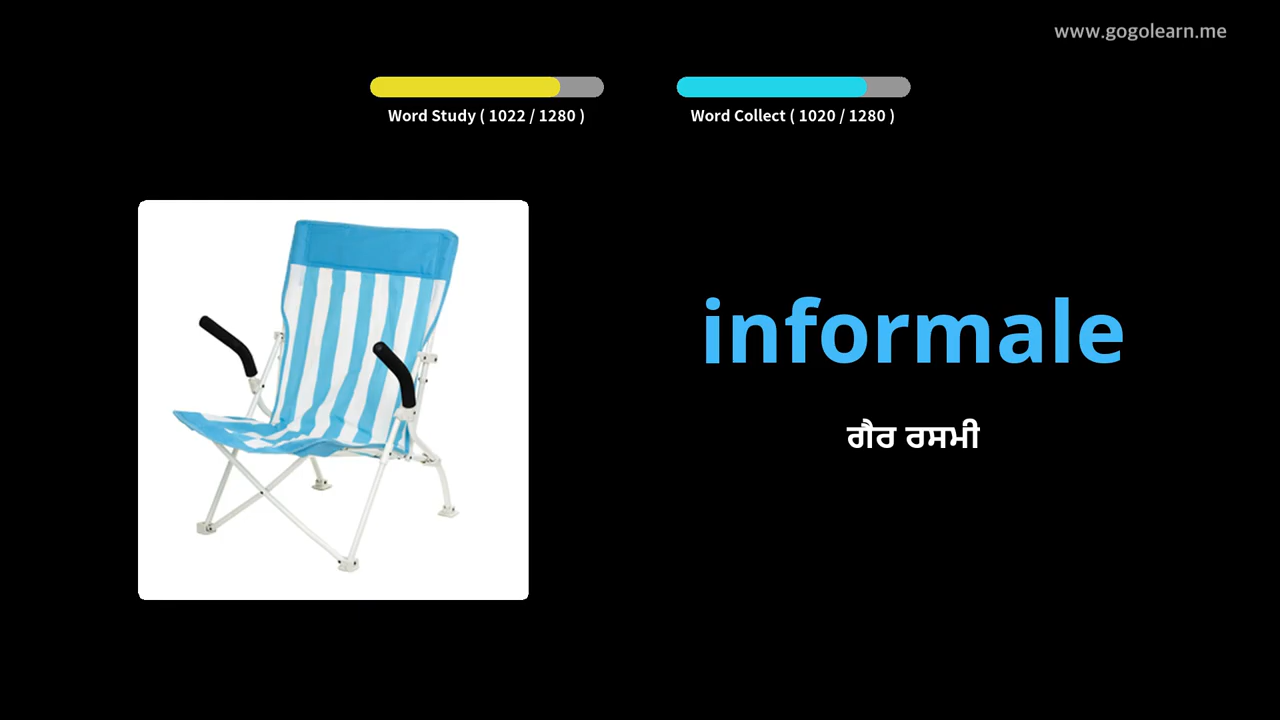 www.gogolearn.me
Word Study ( 1022 / 1280 )
Word Collect ( 1020 / 1280 )
informale
ਗੈਰ ਰਸਮੀ